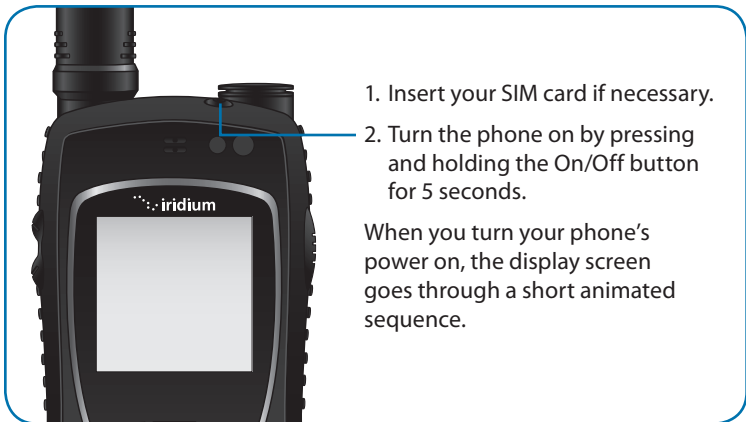 1. Insert your SIM card if necessary.
2. Turn the phone on by pressing
and holding the On/Off button
for 5 seconds.
When you turn your phone's
power on, the display screen
goes through a short animated
sequence.
iridium